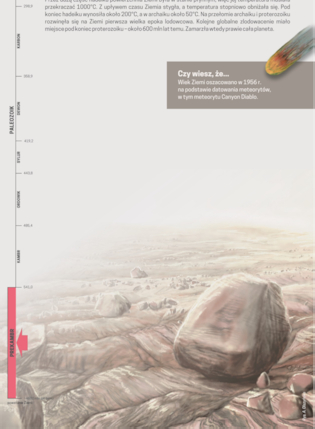 przekraczać 1000°C. Z upływem czasu Ziemia stygła, a temperatura stopniowo obniżała się. Pod
koniec hadeiku wynosiła około 200°C, a w archaiku około 50°C. Na przełomie archaiku i proterozoiku
rozwinęła się na Ziemi pierwsza wielka epoka lodowcowa. Kolejne globalne zlodowacenie miało
miejsce pod koniec proterozoiku – około 600 mln lat temu. Zamarzła wtedy prawie cała planeta.
Czy wiesz, że...
Wiek Ziemi oszacowano w 1956 r.
na podstawie datowania meteorytów,
w tym meteorytu Canyon Diablo.
PALEOZOIK
KARBON
DEWON
SYLUR
ORDOWIK
KAMBR
PREKAMBR